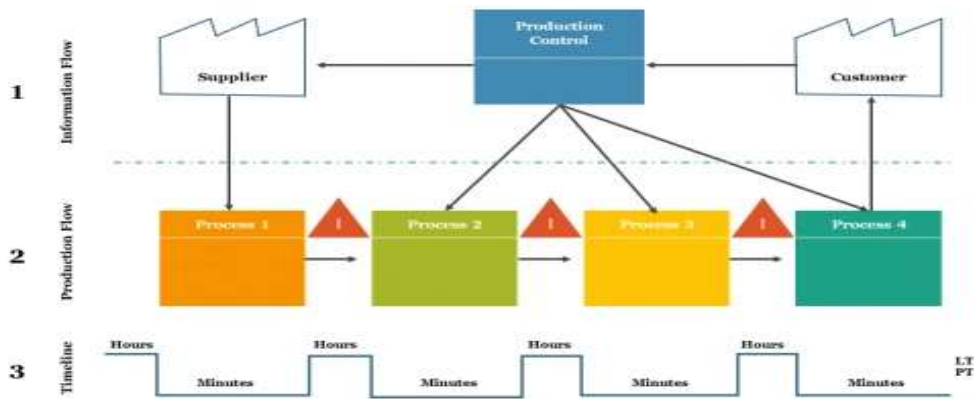 Production
Control
Supplier
Customer
1
Information Flow
Process 1
I
Process 2
I
Process 3
I
Process 4
2
Production Flow
Hours
Hours
Hours
Hours
3
Timeline
Minutes
Minutes
Minutes
Minutes
LT
PT